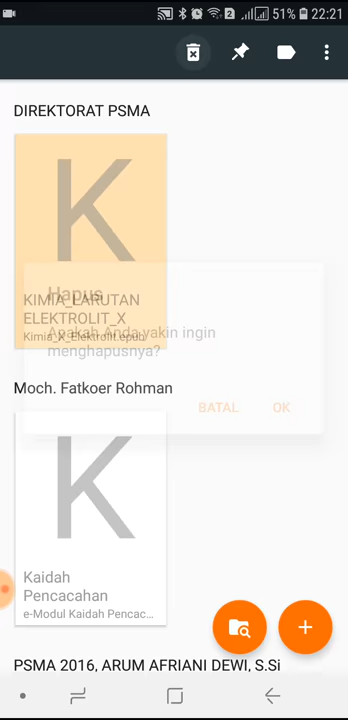 51% 22:21
DIREKTORAT PSMA
K
KIMIA_LARUTAN
ELEKTROLIT_X
Kimia_X_Elektrolit.epub
Hapus
Apakah Anda yakin ingin
menghapusnya?
BATAL OK
Moch. Fatkoer Rohman
K
Kaidah
Pencacahan
e-Modul Kaidah Pencac...
PSMA 2016, ARUM AFRIANI DEWI, S.Si